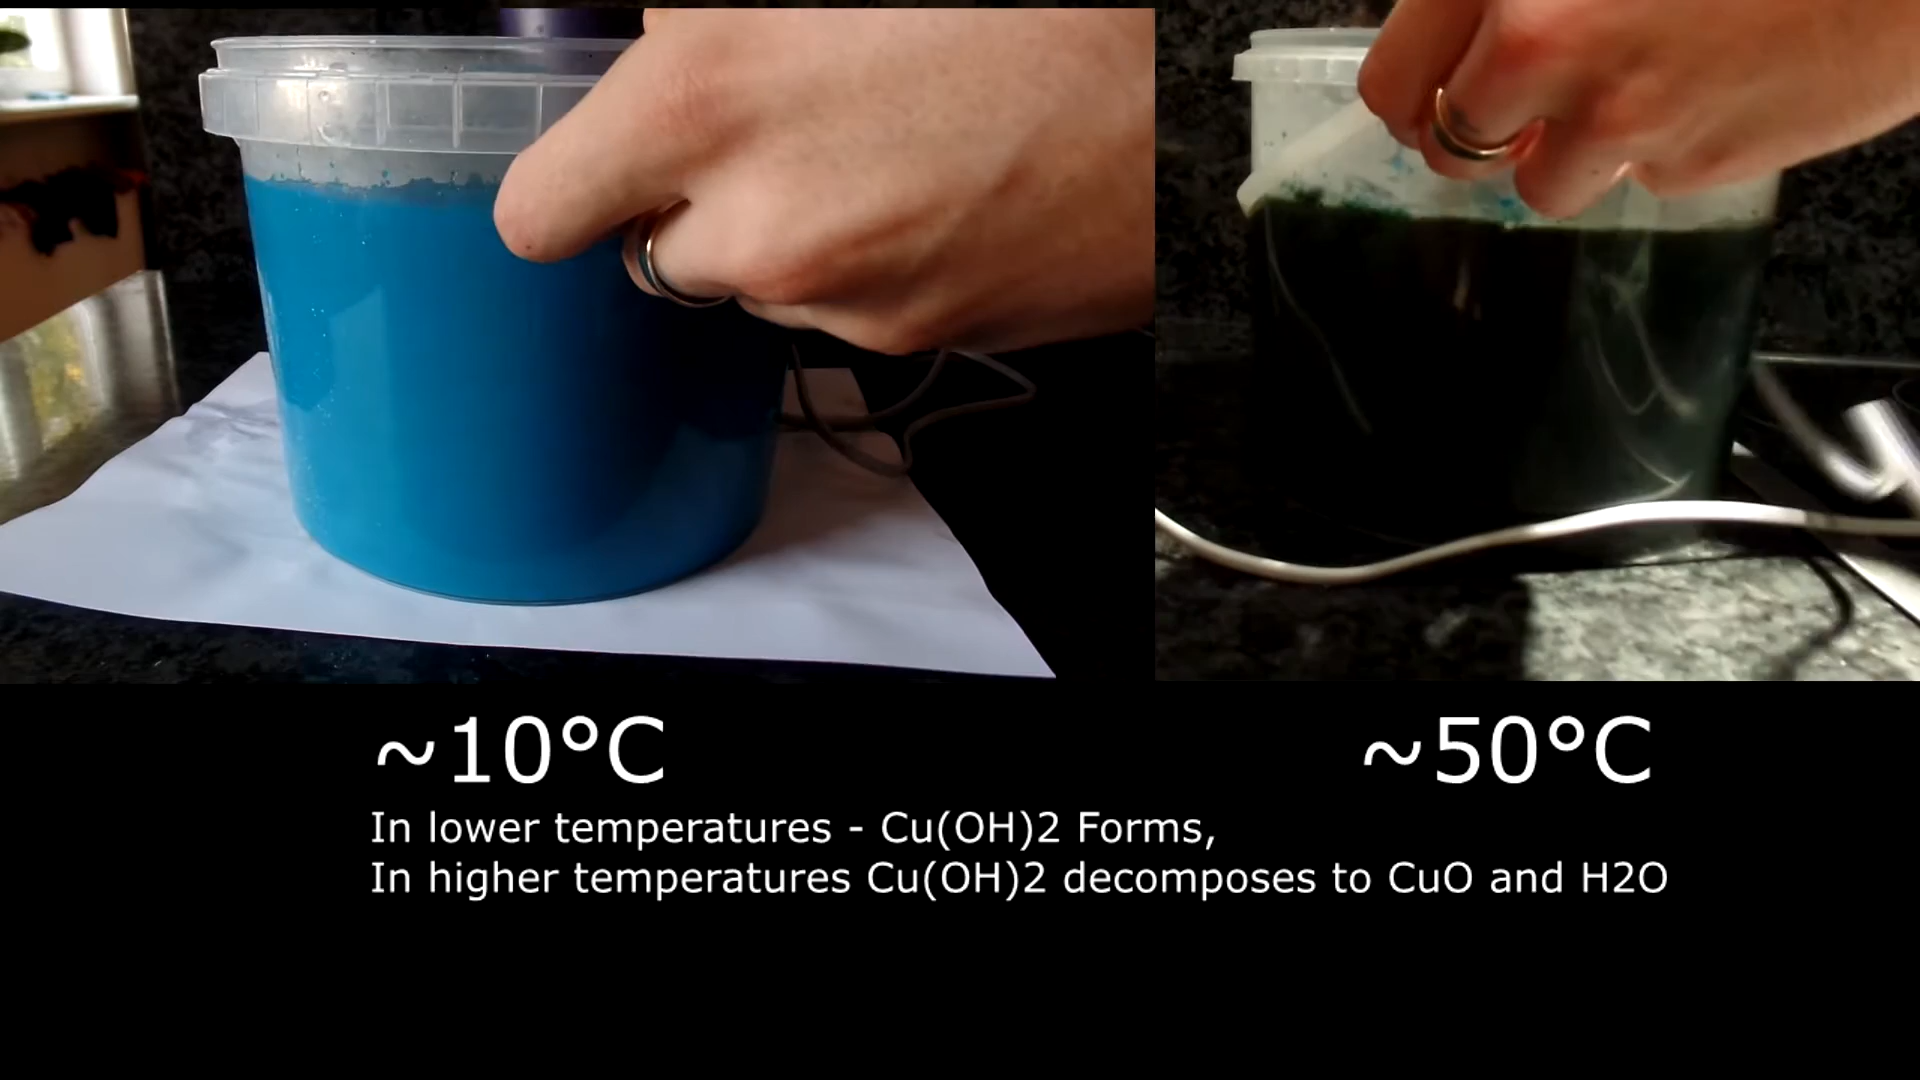 ~10°C
~50°C
In lower temperatures - Cu(OH)2 Forms,
In higher temperatures Cu(OH)2 decomposes to CuO and H2O